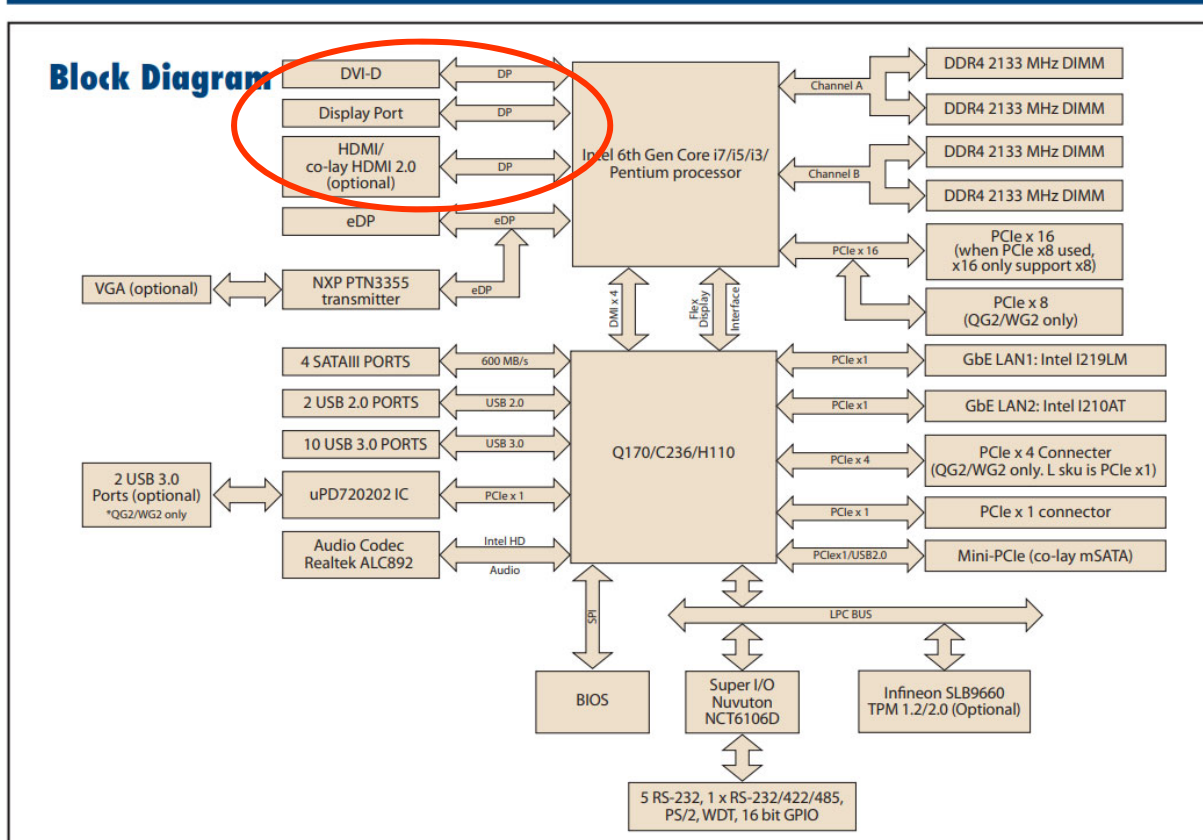 Block Diagram
DVI-D
DP
Display Port
DP
HDMI/
co-lay HDMI 2.0
(optional)
DP
eDP
eDP
VGA (optional)
NXP PTN3355
transmitter
eDP
Intel 6th Gen Core i7/i5/i3/
Pentium processor
Channel A
DDR4 2133 MHz DIMM
DDR4 2133 MHz DIMM
Channel B
DDR4 2133 MHz DIMM
DDR4 2133 MHz DIMM
PCIe x 16
PCIe x 16
(when PCIe x8 used,
x16 only support x8)
PCIe x 8
(QG2/WG2 only)
DMI x 4
Flex
Display
Interface
4 SATAIII PORTS
600 MB/s
2 USB 2.0 PORTS
USB 2.0
10 USB 3.0 PORTS
USB 3.0
2 USB 3.0
Ports (optional)
*QG2/WG2 only
uPD720202 IC
PCIe x 1
Audio Codec
Realtek ALC892
Intel HD
Audio
Q170/C236/H110
PCIe x1
GbE LAN1: Intel I219LM
PCIe x1
GbE LAN2: Intel I210AT
PCIe x 4
PCIe x 4 Connecter
(QG2/WG2 only. L sku is PCIe x1)
PCIe x 1
PCIe x 1 connector
PCIex1/USB2.0
Mini-PCIe (co-lay mSATA)
SPI
LPC BUS
BIOS
Super I/O
Nuvuton
NCT6106D
Infineon SLB9660
TPM 1.2/2.0 (Optional)
5 RS-232, 1 x RS-232/422/485,
PS/2, WDT, 16 bit GPIO